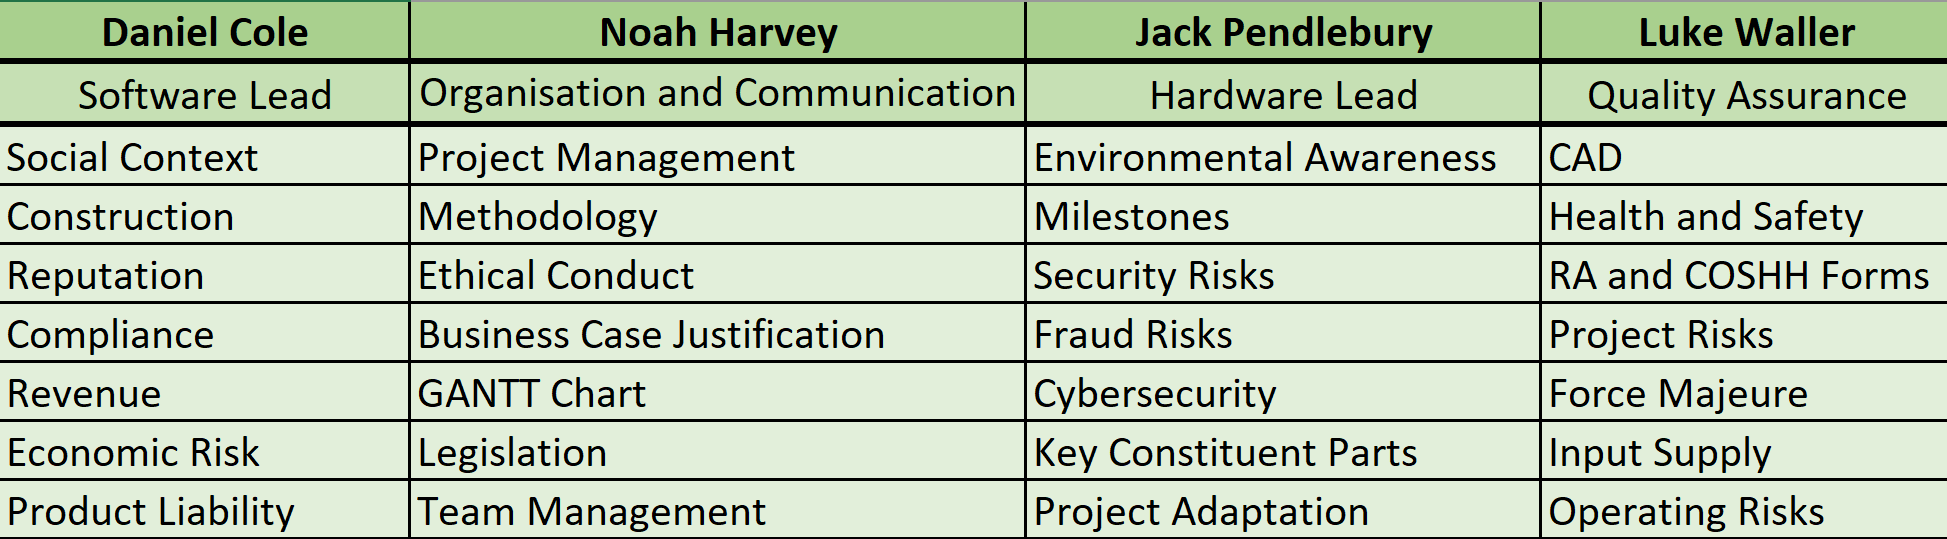 Daniel Cole Noah Harvey Jack Pendlebury Luke Waller
Software Lead Organisation and Communication Hardware Lead Quality Assurance
Social Context Project Management Environmental Awareness CAD
Construction Methodology Milestones Health and Safety
Reputation Ethical Conduct Security Risks RA and COSHH Forms
Compliance Business Case Justification Fraud Risks Project Risks
Revenue GANTT Chart Cybersecurity Force Majeure
Economic Risk Legislation Key Constituent Parts Input Supply
Product Liability Team Management Project Adaptation Operating Risks